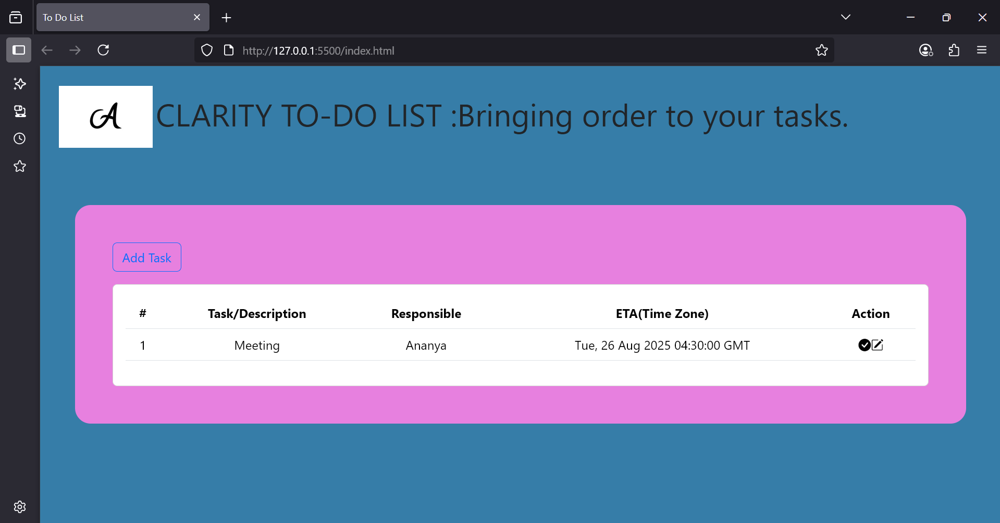 To Do List
http://127.0.0.1:5500/index.html
A
CLARITY TO-DO LIST :Bringing order to your tasks.
Add Task
# Task/Description Responsible ETA(Time Zone) Action
1 Meeting Ananya Tue, 26 Aug 2025 04:30:00 GMT